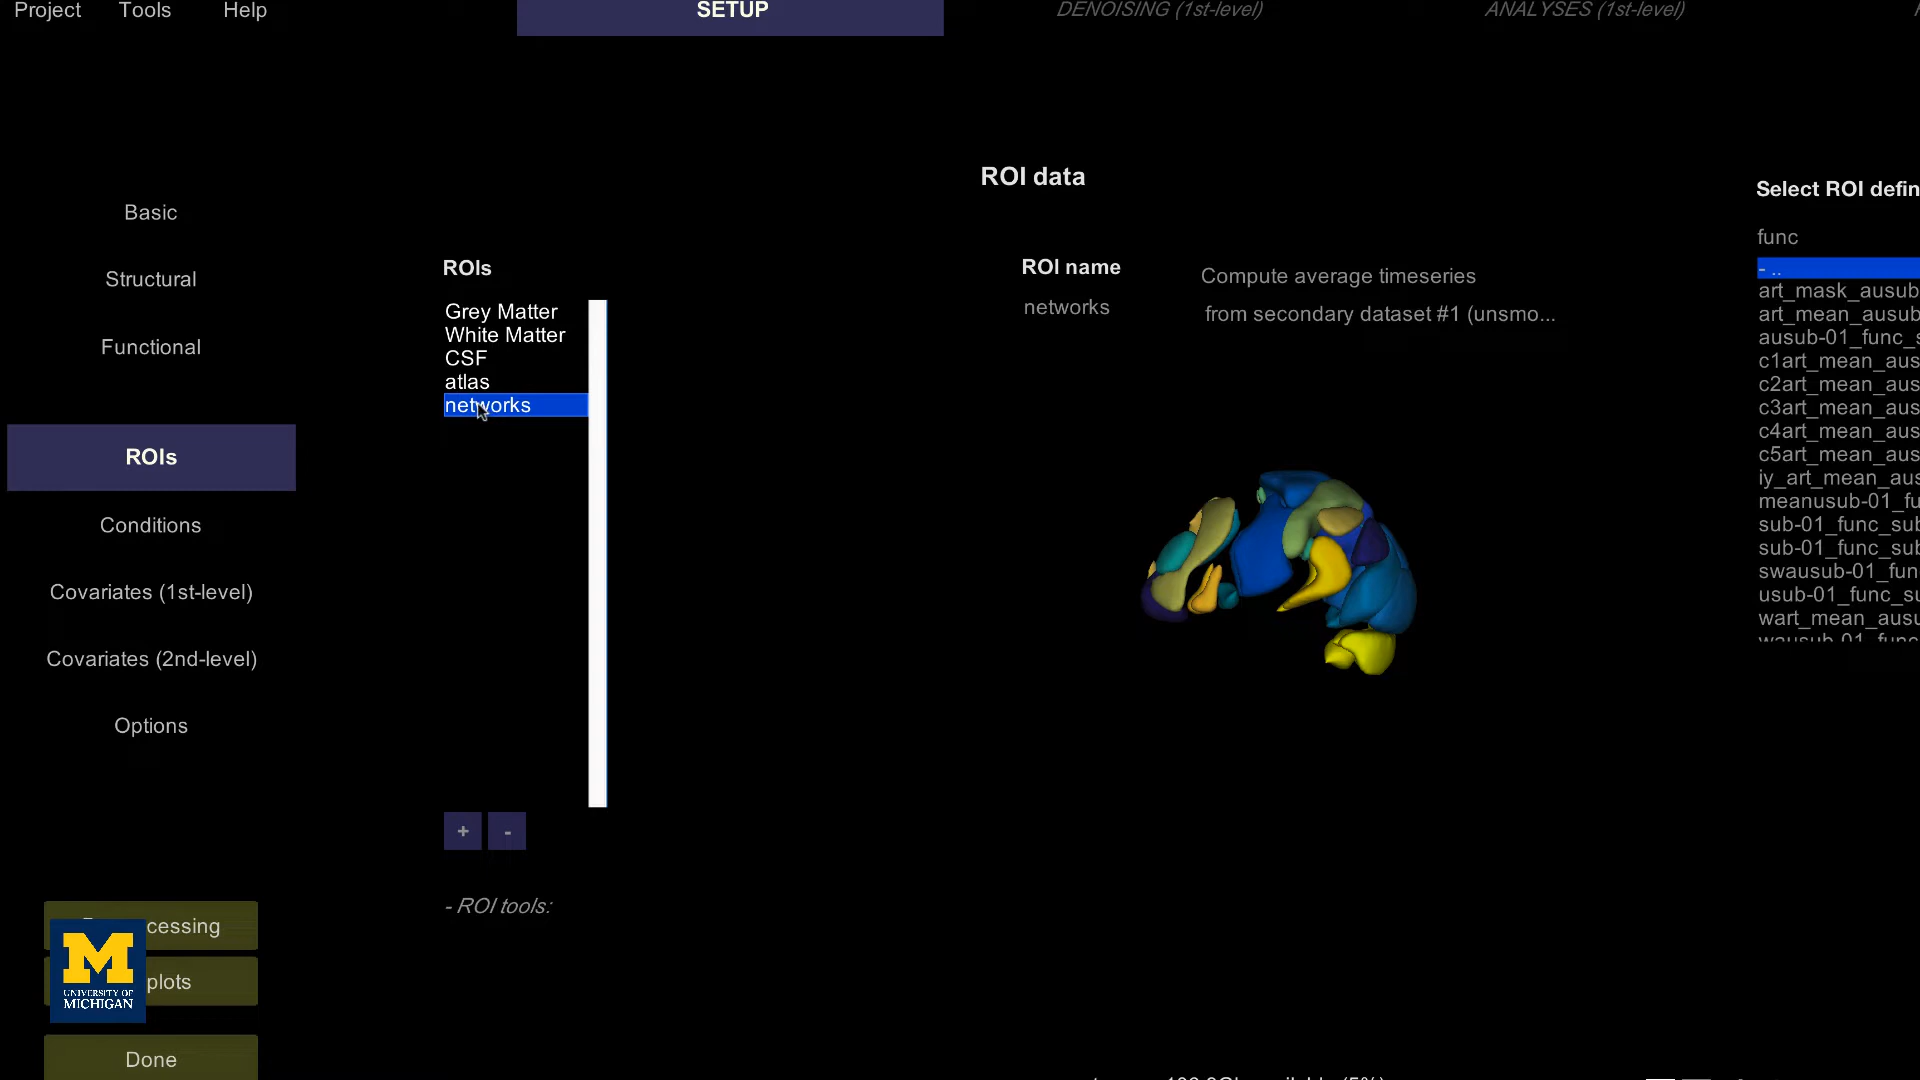 Project Tools Help SETUP DENOISING (1st-level) ANALYSES (1st-level)
ROI data
Basic
Structural
Functional
ROIs
Conditions
Covariates (1st-level)
Covariates (2nd-level)
Options
cessing
plots
UNIVERSITY OF
MICHIGAN
Done
ROIs
Grey Matter
White Matter
CSF
atlas
networks
+ -
- ROI tools:
ROI name
networks
Compute average timeseries
from secondary dataset #1 (unsmo...
Select ROI defin
func
- ..
art_mask_ausub
art_mean_ausub
ausub-01_func_s
c1art_mean_aus
c2art_mean_aus
c3art_mean_aus
c4art_mean_aus
c5art_mean_aus
iy_art_mean_aus
meanusub-01_fu
sub-01_func_sub
sub-01_func_sub
swausub-01_fun
usub-01_func_su
wart_mean_ausu
wausub-01_func